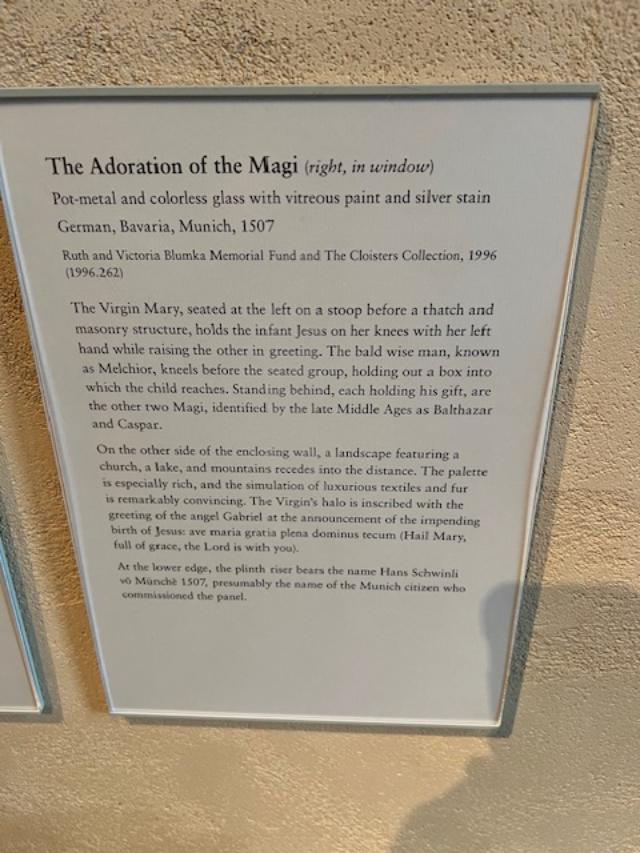 The Adoration of the Magi (right, in window)
Pot-metal and colorless glass with vitreous paint and silver stain
German, Bavaria, Munich, 1507
Ruth and Victoria Blumka Memorial Fund and The Cloisters Collection, 1996
(1996.262)
The Virgin Mary, seated at the left on a stoop before a thatch and
masonry structure, holds the infant Jesus on her knees with her left
hand while raising the other in greeting. The bald wise man, known
as Melchior, kneels before the seated group, holding out a box into
which the child reaches. Standing behind, each holding his gift, are
the other two Magi, identified by the late Middle Ages as Balthazar
and Caspar.
On the other side of the enclosing wall, a landscape featuring a
church, a lake, and mountains recedes into the distance. The palette
is especially rich, and the simulation of luxurious textiles and fur
is remarkably convincing. The Virgin's halo is inscribed with the
greeting of the angel Gabriel at the announcement of the impending
birth of Jesus: ave maria gratia plena dominus tecum (Hail Mary,
full of grace, the Lord is with you).
At the lower edge, the plinth riser bears the name Hans Schwinli
vō Münchē 1507, presumably the name of the Munich citizen who
commissioned the panel.